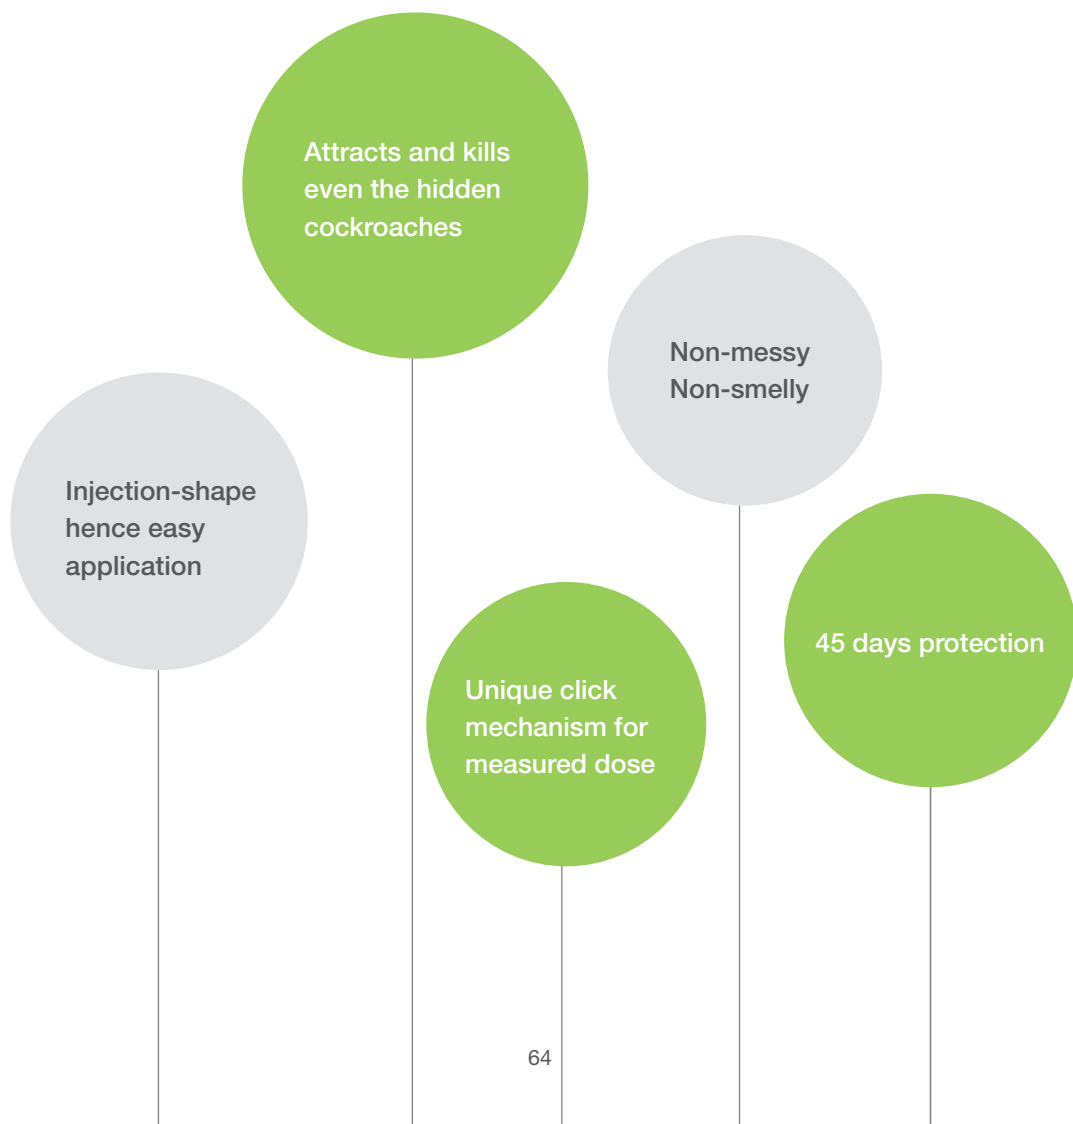 Attracts and kills
even the hidden
cockroaches
Non-messy
Non-smelly
Injection-shape
hence easy
application
45 days protection
Unique click
mechanism for
measured dose
64